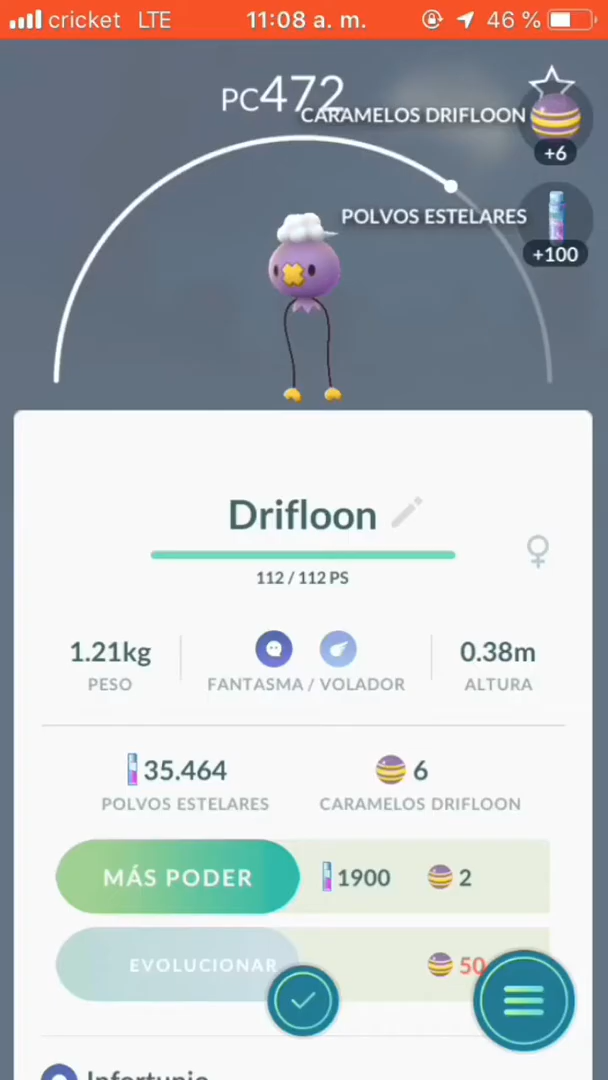 cricket LTE 11:08 a. m. 46 %
PC472
CARAMELOS DRIFLOON
+6
POLVOS ESTELARES
+100
Drifloon
112 / 112 PS
1.21kg
PESO
FANTASMA / VOLADOR
0.38m
ALTURA
35.464
POLVOS ESTELARES
6
CARAMELOS DRIFLOON
MÁS PODER 1900 2
EVOLUCIONAR 50
Infortunio